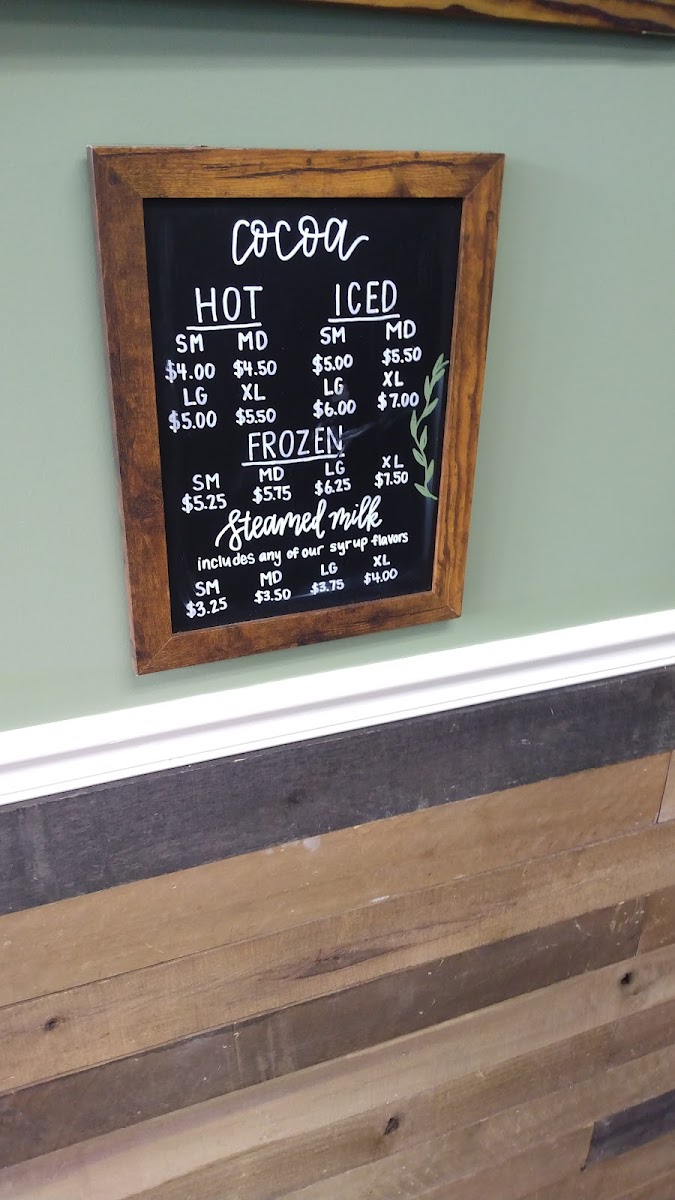 cocoa
HOT ICED
SM MD SM MD
$4.00 $4.50 $5.00 $5.50
LG XL LG XL
$5.00 $5.50 $6.00 $7.00
FROZEN
SM MD LG XL
$5.25 $5.75 $6.25 $7.50
Steamed milk
includes any of our syrup flavors
SM MD LG XL
$3.25 $3.50 $3.75 $4.00